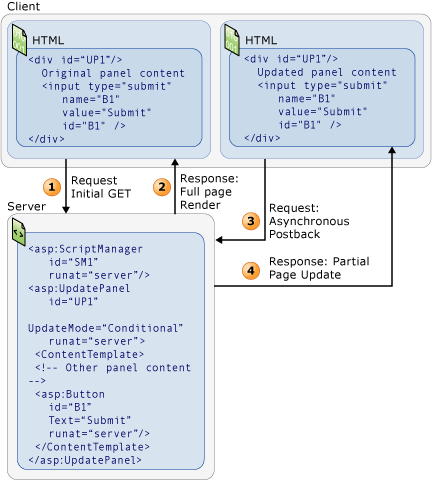 Client
HTML
<div id="UP1"/>
Original panel content
<input type="submit"
name="B1"
value="Submit"
id="B1" />
</div>
HTML
<div id="UP1"/>
Updated panel content
<input type="submit"
name="B1"
value="Submit"
id="B1" />
</div>
1
Request
Initial GET
2
Response:
Full page
Render
3
Request:
Asynchronous
Postback
4
Response: Partial
Page Update
Server
<asp:ScriptManager
id="SM1"
runat="server"/>
<asp:UpdatePanel
id="UP1"
UpdateMode="Conditional"
runat="server">
<ContentTemplate>
<!-- Other panel content
-->
<asp:Button
id="B1"
Text="Submit"
runat="server"/>
</ContentTemplate>
</asp:UpdatePanel>